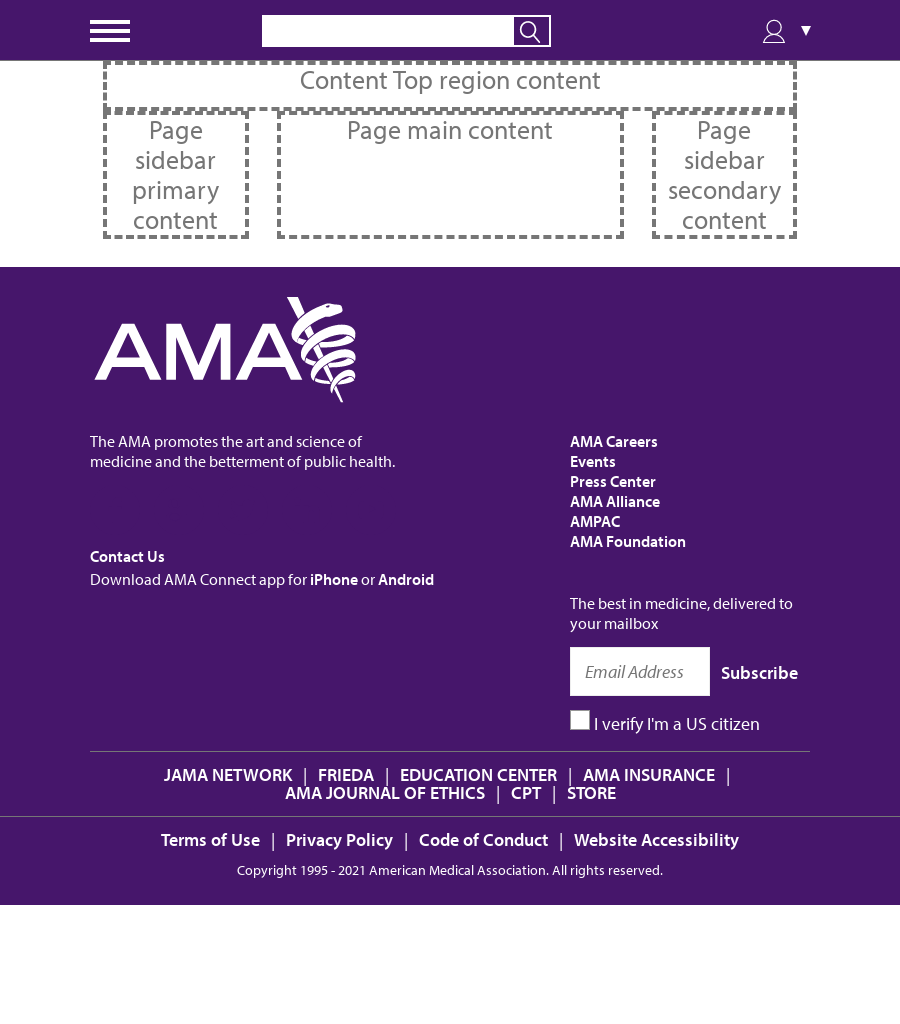 Content Top region content
Page
sidebar
primary
content
Page main content
Page
sidebar
secondary
content
AMA
The AMA promotes the art and science of
medicine and the betterment of public health.
Contact Us
Download AMA Connect app for iPhone or Android
AMA Careers
Events
Press Center
AMA Alliance
AMPAC
AMA Foundation
The best in medicine, delivered to
your mailbox
Email Address
Subscribe
I verify I'm a US citizen
JAMA NETWORK | FRIEDA | EDUCATION CENTER | AMA INSURANCE |
AMA JOURNAL OF ETHICS | CPT | STORE
Terms of Use | Privacy Policy | Code of Conduct | Website Accessibility
Copyright 1995 - 2021 American Medical Association. All rights reserved.